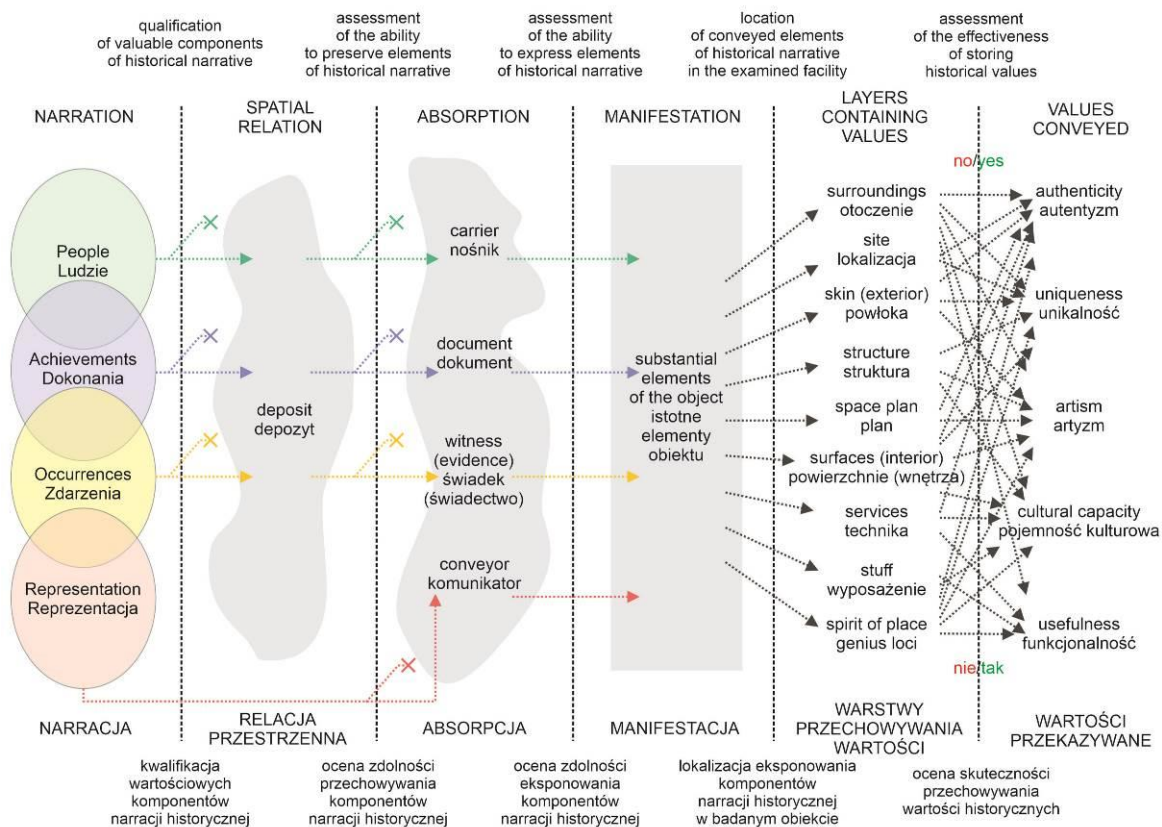 qualification
of valuable components
of historical narrative
assessment
of the ability
to preserve elements
of historical narrative
assessment
of the ability
to express elements
of historical narrative
location
of conveyed elements
of historical narrative
in the examined facility
assessment
of the effectiveness
of storing
historical values
NARRATION
SPATIAL
RELATION
ABSORPTION
MANIFESTATION
LAYERS
CONTAINING
VALUES
VALUES
CONVEYED
no/yes
People
Ludzie
Achievements
Dokonania
Occurrences
Zdarzenia
Representation
Reprezentacja
deposit
depozyt
carrier
nośnik
document
dokument
witness
(evidence)
świadek
(świadectwo)
conveyor
komunikator
substantial
elements
of the object
istotne
elementy
obiektu
surroundings
otoczenie
site
lokalizacja
skin (exterior)
powłoka
structure
struktura
space plan
plan
surfaces (interior)
powierzchnie (wnętrza)
services
technika
stuff
wyposażenie
spirit of place
genius loci
authenticity
autentyzm
uniqueness
unikalność
artism
artyzm
cultural capacity
pojemność kulturowa
usefulness
funkcjonalność
nie/tak
NARRACJA
RELACJA
PRZESTRZENNA
ABSORPCJA
MANIFESTACJA
WARSTWY
PRZECHOWYWANIA
WARTOŚCI
WARTOŚCI
PRZEKAZYWANE
kwalifikacja
wartościowych
komponentów
narracji historycznej
ocena zdolności
przechowywania
komponentów
narracji historycznej
ocena zdolności
eksponowania
komponentów
narracji historycznej
lokalizacja eksponowania
komponentów
narracji historycznej
w badanym obiekcie
ocena skuteczności
przechowywania
wartości historycznych